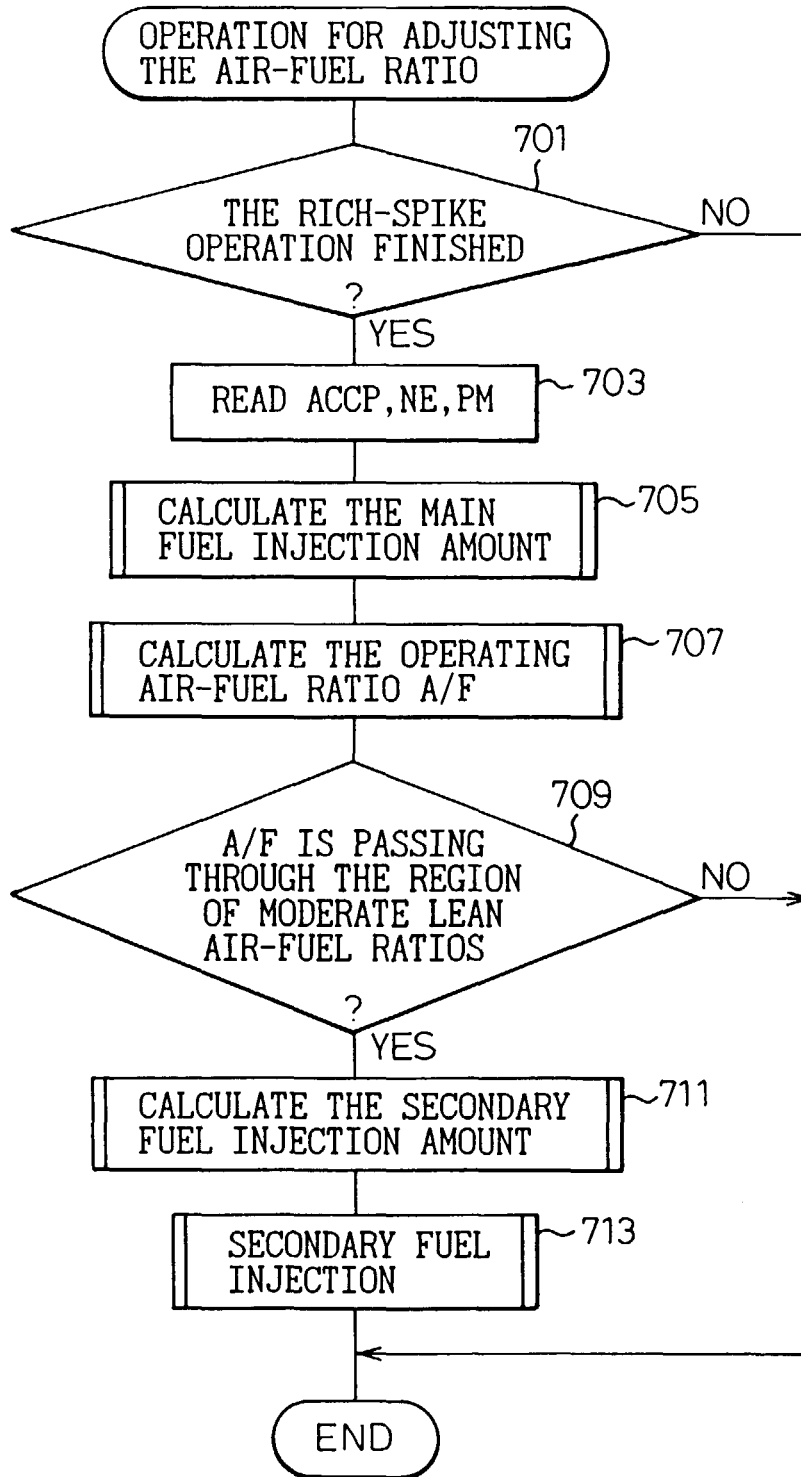 OPERATION FOR ADJUSTING
THE AIR-FUEL RATIO
701
THE RICH-SPIKE
OPERATION FINISHED
?
NO
YES
READ ACCP,NE,PM
703
CALCULATE THE MAIN
FUEL INJECTION AMOUNT
705
CALCULATE THE OPERATING
AIR-FUEL RATIO A/F
707
709
A/F IS PASSING
THROUGH THE REGION
OF MODERATE LEAN
AIR-FUEL RATIOS
?
NO
YES
CALCULATE THE SECONDARY
FUEL INJECTION AMOUNT
711
SECONDARY FUEL
INJECTION
713
END